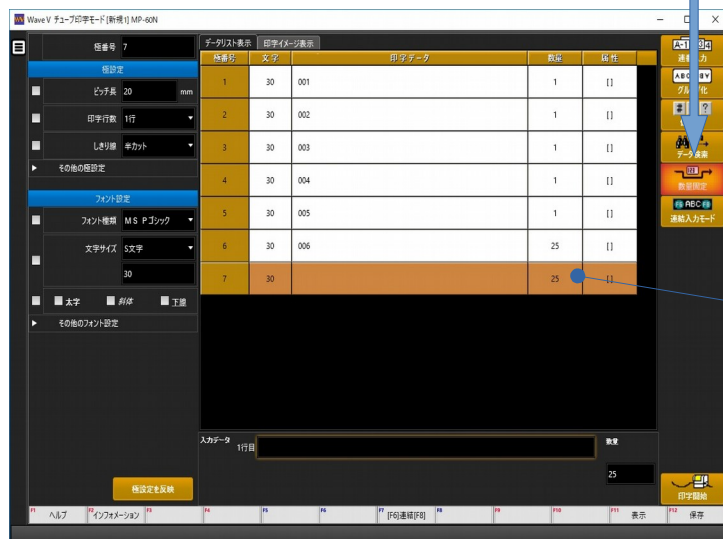 Wave V チューブ印字モード [新規1] MP-60N
極番号 7
極設定
ピッチ長 20 mm
印字行数 1行
しきり線 半カット
その他の極設定
フォント設定
フォント種類 MS Pゴシック
文字サイズ S文字
30
太字 斜体 下線
その他のフォント設定
極設定を反映
データリスト表示 印字イメージ表示
極番号 文字 印字データ 数量 属性
1 30 001 1 []
2 30 002 1 []
3 30 003 1 []
4 30 004 1 []
5 30 005 1 []
6 30 006 25 []
7 30 25 []
入力データ 1行目
数量
25
データ検索
数量固定
ABC
連結入力モード
印字開始
F1 ヘルプ F2 インフォメーション F3 F4 F5 F6 F7 [F6]連結[F8] F8 F9 F10 F11 表示 F12 保存